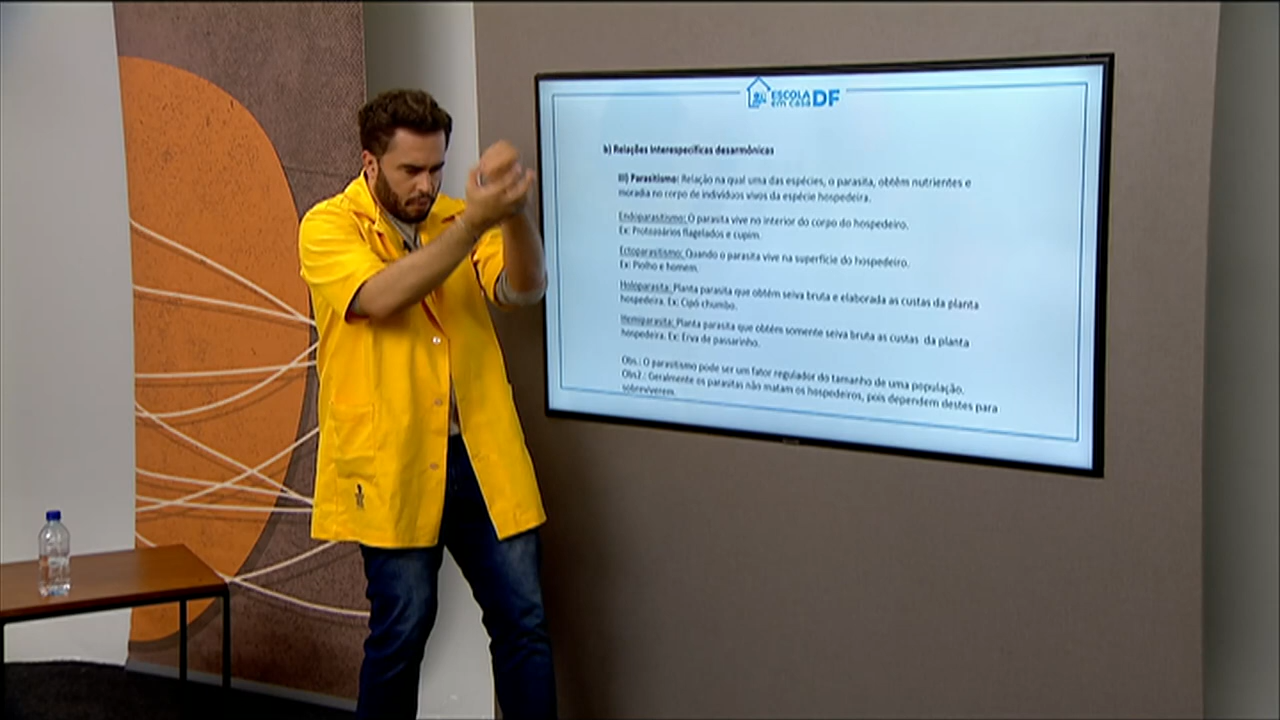 ESCOLA
em casa DF
b) Relações Interespecíficas desarmônicas
III) Parasitismo: Relação na qual uma das espécies, o parasita, obtêm nutrientes e
moradia no corpo de indivíduos vivos da espécie hospedeira.
Endoparasitismo: O parasita vive no interior do corpo do hospedeiro.
Ex: Protozoários flagelados e cupim.
Ectoparasitismo: Quando o parasita vive na superfície do hospedeiro.
Ex: Piolho e homem.
Holoparasita: Planta parasita que obtém seiva bruta e elaborada as custas da planta
hospedeira. Ex: Cipó chumbo.
Hemiparasita: Planta parasita que obtém somente seiva bruta as custas da planta
hospedeira. Ex: Erva de passarinho.
Obs.: O parasitismo pode ser um fator regulador do tamanho de uma população.
Obs2.: Geralmente os parasitas não matam os hospedeiros, pois dependem destes para
sobreviverem.